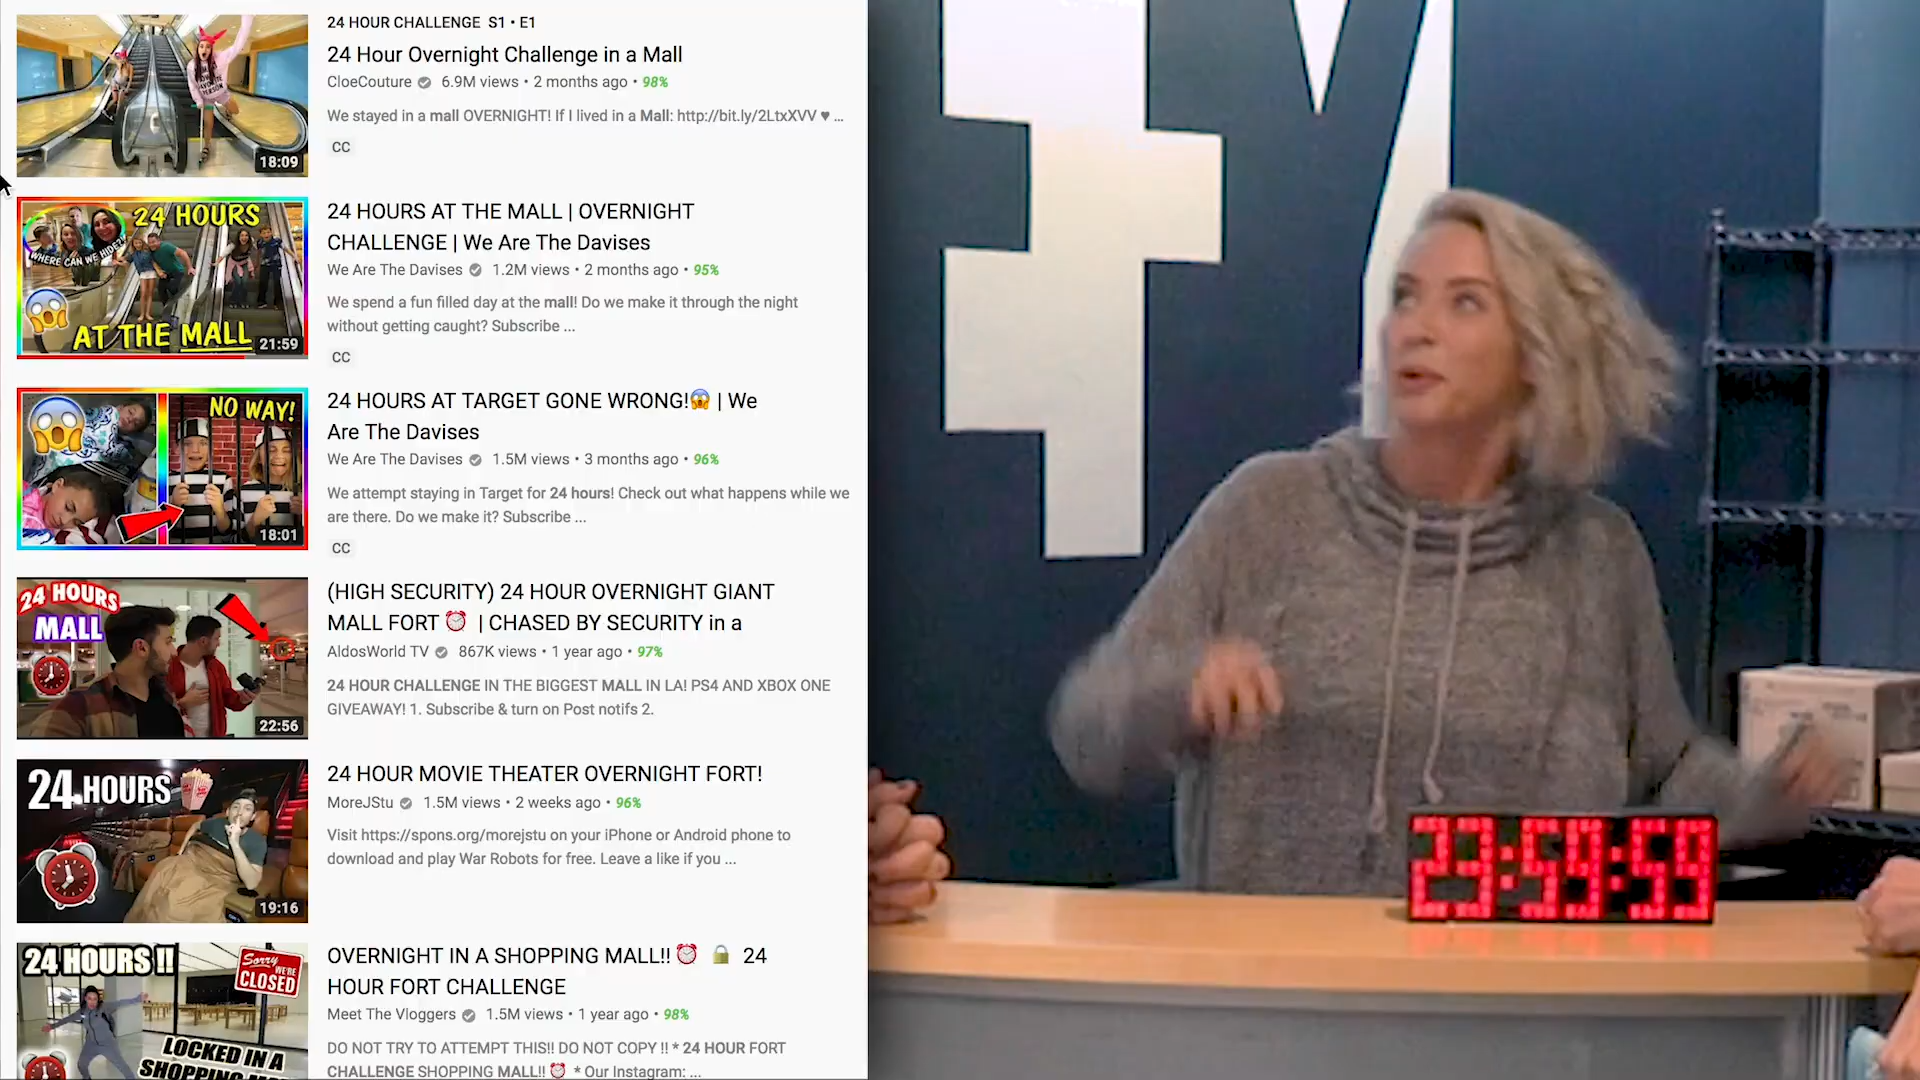 24 HOUR CHALLENGE S1 • E1
24 Hour Overnight Challenge in a Mall
CloeCouture 6.9M views • 2 months ago • 98%
We stayed in a mall OVERNIGHT! If I lived in a Mall: http://bit.ly/2LtxXVV ♥ ...
CC
18:09
24 HOURS
WHERE CAN WE HIDE?!
AT THE MALL
21:59
24 HOURS AT THE MALL | OVERNIGHT
CHALLENGE | We Are The Davises
We Are The Davises 1.2M views • 2 months ago • 95%
We spend a fun filled day at the mall! Do we make it through the night
without getting caught? Subscribe ...
CC
NO WAY!
18:01
24 HOURS AT TARGET GONE WRONG!😱 | We
Are The Davises
We Are The Davises 1.5M views • 3 months ago • 96%
We attempt staying in Target for 24 hours! Check out what happens while we
are there. Do we make it? Subscribe ...
CC
24 HOURS
MALL
22:56
(HIGH SECURITY) 24 HOUR OVERNIGHT GIANT
MALL FORT ⏰ | CHASED BY SECURITY in a
AldosWorld TV 867K views • 1 year ago • 97%
24 HOUR CHALLENGE IN THE BIGGEST MALL IN LA! PS4 AND XBOX ONE
GIVEAWAY! 1. Subscribe & turn on Post notifs 2.
24 HOURS
19:16
24 HOUR MOVIE THEATER OVERNIGHT FORT!
MoreJStu 1.5M views • 2 weeks ago • 96%
Visit https://spons.org/morejstu on your iPhone or Android phone to
download and play War Robots for free. Leave a like if you ...
24 HOURS !!
Sorry
WE'RE
CLOSED
LOCKED IN A
SHOPPING
OVERNIGHT IN A SHOPPING MALL!! ⏰ 🔒 24
HOUR FORT CHALLENGE
Meet The Vloggers 1.5M views • 1 year ago • 98%
DO NOT TRY TO ATTEMPT THIS!! DO NOT COPY !! * 24 HOUR FORT
CHALLENGE SHOPPING MALL!! ⏰ * Our Instagram: ...
23:59:59